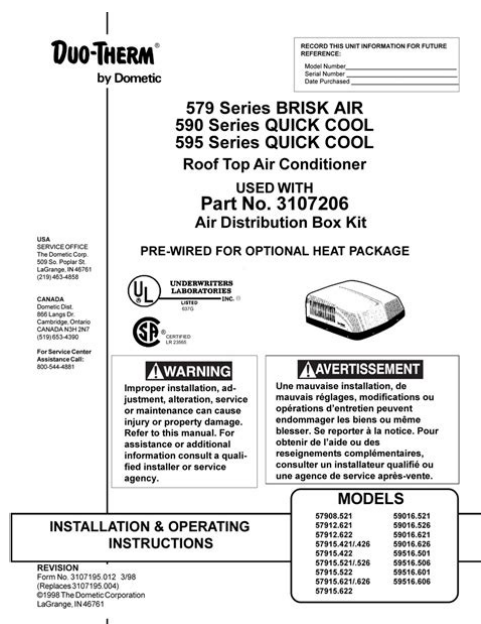 DUO-THERM®
by Dometic
RECORD THIS UNIT INFORMATION FOR FUTURE
REFERENCE:
Model Number
Serial Number
Date Purchased
579 Series BRISK AIR
590 Series QUICK COOL
595 Series QUICK COOL
Roof Top Air Conditioner
USED WITH
Part No. 3107206
Air Distribution Box Kit
PRE-WIRED FOR OPTIONAL HEAT PACKAGE
USA
SERVICE OFFICE
The Dometic Corp.
509 So. Poplar St.
LaGrange, IN 46761
(219) 463-4858
CANADA
Dometic Dist.
866 Langs Dr.
Cambridge, Ontario
CANADA N3H 2N7
(519) 653-4390
For Service Center
Assistance Call:
800-544-4881
UL
UNDERWRITERS
LABORATORIES
INC. ®
LISTED
SA ®
CERTIFIED
WARNING
Improper installation, ad-
justment, alteration, service
or maintenance can cause
injury or property damage.
Refer to this manual. For
assistance or additional
information consult a quali-
fied installer or service
agency.
AVERTISSEMENT
Une mauvaise installation, de
mauvais réglages, modifications ou
opérations d'entretien peuvent
endommager les biens ou même
blesser. Se reporter à la notice. Pour
obtenir de l'aide ou des
reseignements complémentaires,
consulter un installateur qualifié ou
une agence de service après-vente.
INSTALLATION & OPERATING
INSTRUCTIONS
MODELS
57908.521 59016.521
57912.621 59016.526
57912.622 59016.621
57915.421/.426 59016.626
57915.422 59516.501
57915.521/.526 59516.506
57915.522 59516.601
57915.621/.626 59516.606
57915.622
REVISION
Form No. 3107195.012 3/98
(Replaces 3107195.004)
©1998 The Dometic Corporation
LaGrange, IN 46761